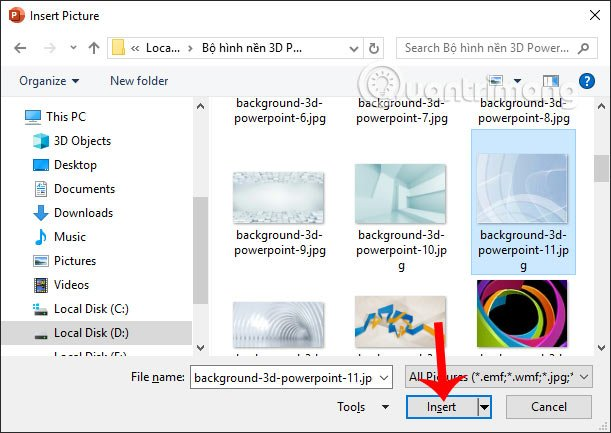 Insert Picture
« Loca... > Bộ hình nền 3D P...
Search Bộ hình nền 3D Power...
Organize
New folder
Quantrimang
This PC
3D Objects
Desktop
Documents
Downloads
Music
Pictures
Videos
Local Disk (C:)
Local Disk (D:)
background-3d-
powerpoint-6.jpg
background-3d-
powerpoint-7.jpg
background-3d-
powerpoint-8.jpg
background-3d-
powerpoint-9.jpg
background-3d-
powerpoint-10.jp
g
background-3d-
powerpoint-11.jp
g
File name:
background-3d-powerpoint-11.jp
All Pictures (*.emf;*.wmf;*.jpg;*
Tools
Insert
Cancel